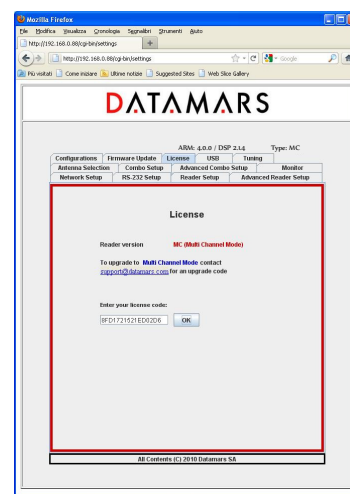 Mozilla Firefox
File Modifica Visualizza Cronologia Segnalibri Strumenti Aiuto
http://192.168.0.88/cgi-bin/settings +
http://192.168.0.88/cgi-bin/settings Google
Più visitati Come iniziare Ultime notizie Suggested Sites Web Slice Gallery
DATAMARS
ARM: 4.0.0 / DSP 2.14 Type: MC
Configurations Firmware Update License USB Tuning
Antenna Selection Combo Setup Advanced Combo Setup Monitor
Network Setup RS-232 Setup Reader Setup Advanced Reader Setup
License
Reader version MC (Multi Channel Mode)
To upgrade to Multi Channel Mode contact
support@datamars.com for an upgrade code
Enter your license code:
8FD1721521ED02D6 OK
All Contents (C) 2010 Datamars SA